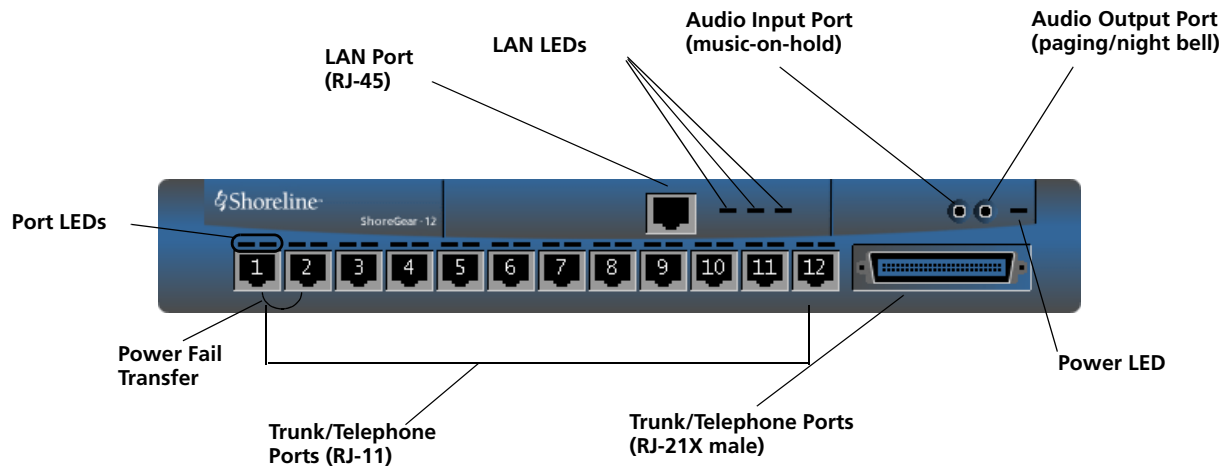 Audio Input Port
(music-on-hold)
Audio Output Port
(paging/night bell)
LAN LEDs
LAN Port
(RJ-45)
Shoreline™
ShoreGear·12
Port LEDs
1 2 3 4 5 6 7 8 9 10 11 12
Power Fail
Transfer
Power LED
Trunk/Telephone
Ports (RJ-11)
Trunk/Telephone Ports
(RJ-21X male)